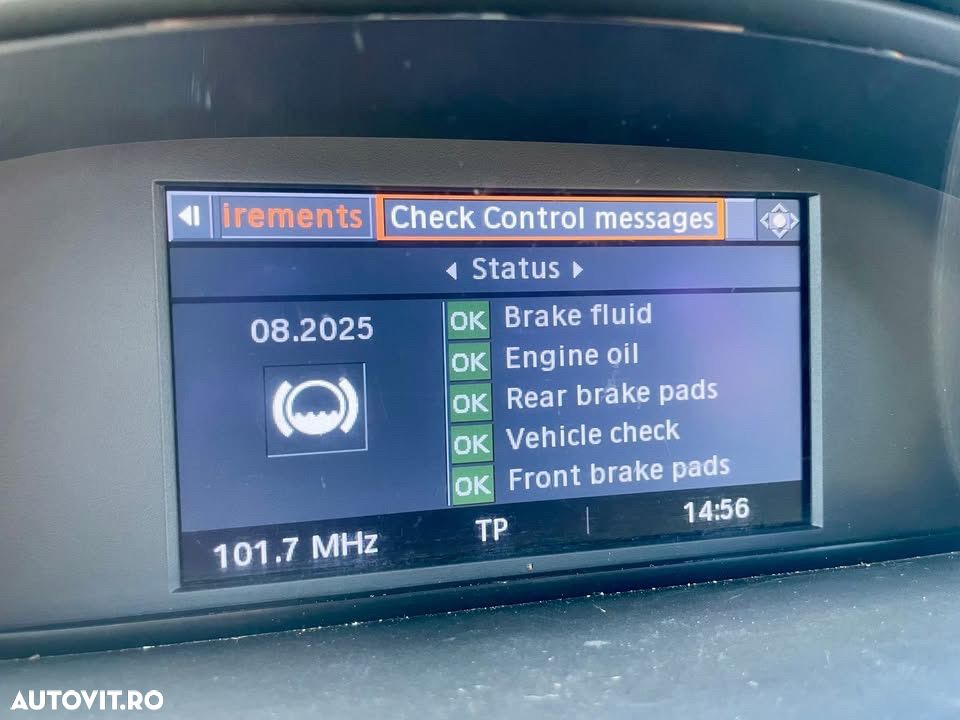 irements Check Control messages
Status
08.2025
OK Brake fluid
OK Engine oil
OK Rear brake pads
OK Vehicle check
OK Front brake pads
101.7 MHz TP 14:56
AUTOVIT.RO